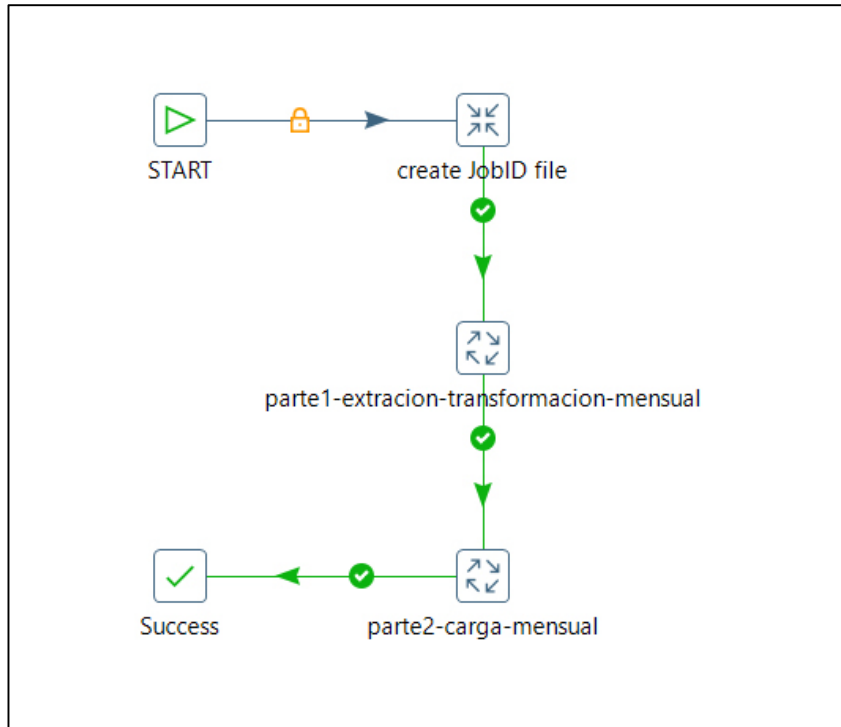 START
create JobID file
parte1-extracion-transformacion-mensual
Success
parte2-carga-mensual